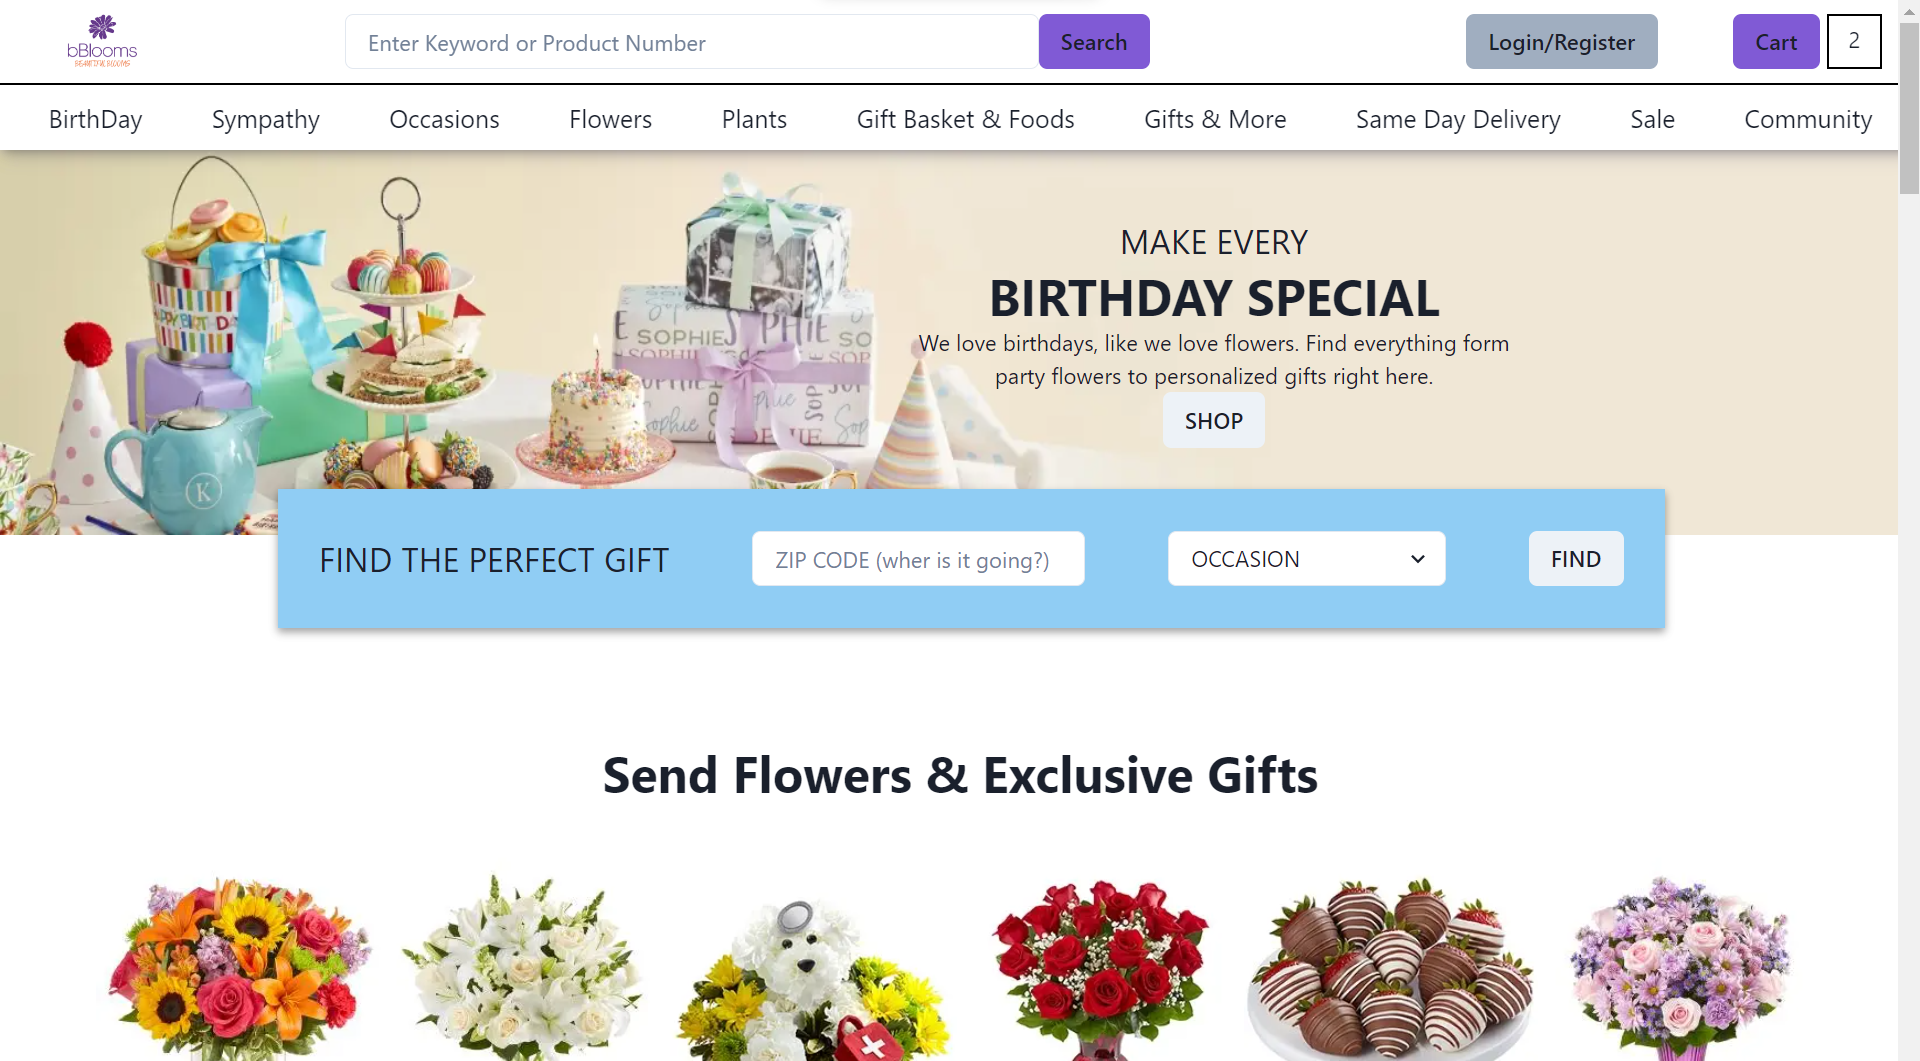 bBlooms
BEAUTIFUL BLOOMS
Enter Keyword or Product Number
Search
Login/Register
Cart
2
BirthDay
Sympathy
Occasions
Flowers
Plants
Gift Basket & Foods
Gifts & More
Same Day Delivery
Sale
Community
MAKE EVERY
BIRTHDAY SPECIAL
We love birthdays, like we love flowers. Find everything form
party flowers to personalized gifts right here.
SHOP
SOPHIE
K
FIND THE PERFECT GIFT
ZIP CODE (wher is it going?)
OCCASION
FIND
Send Flowers & Exclusive Gifts